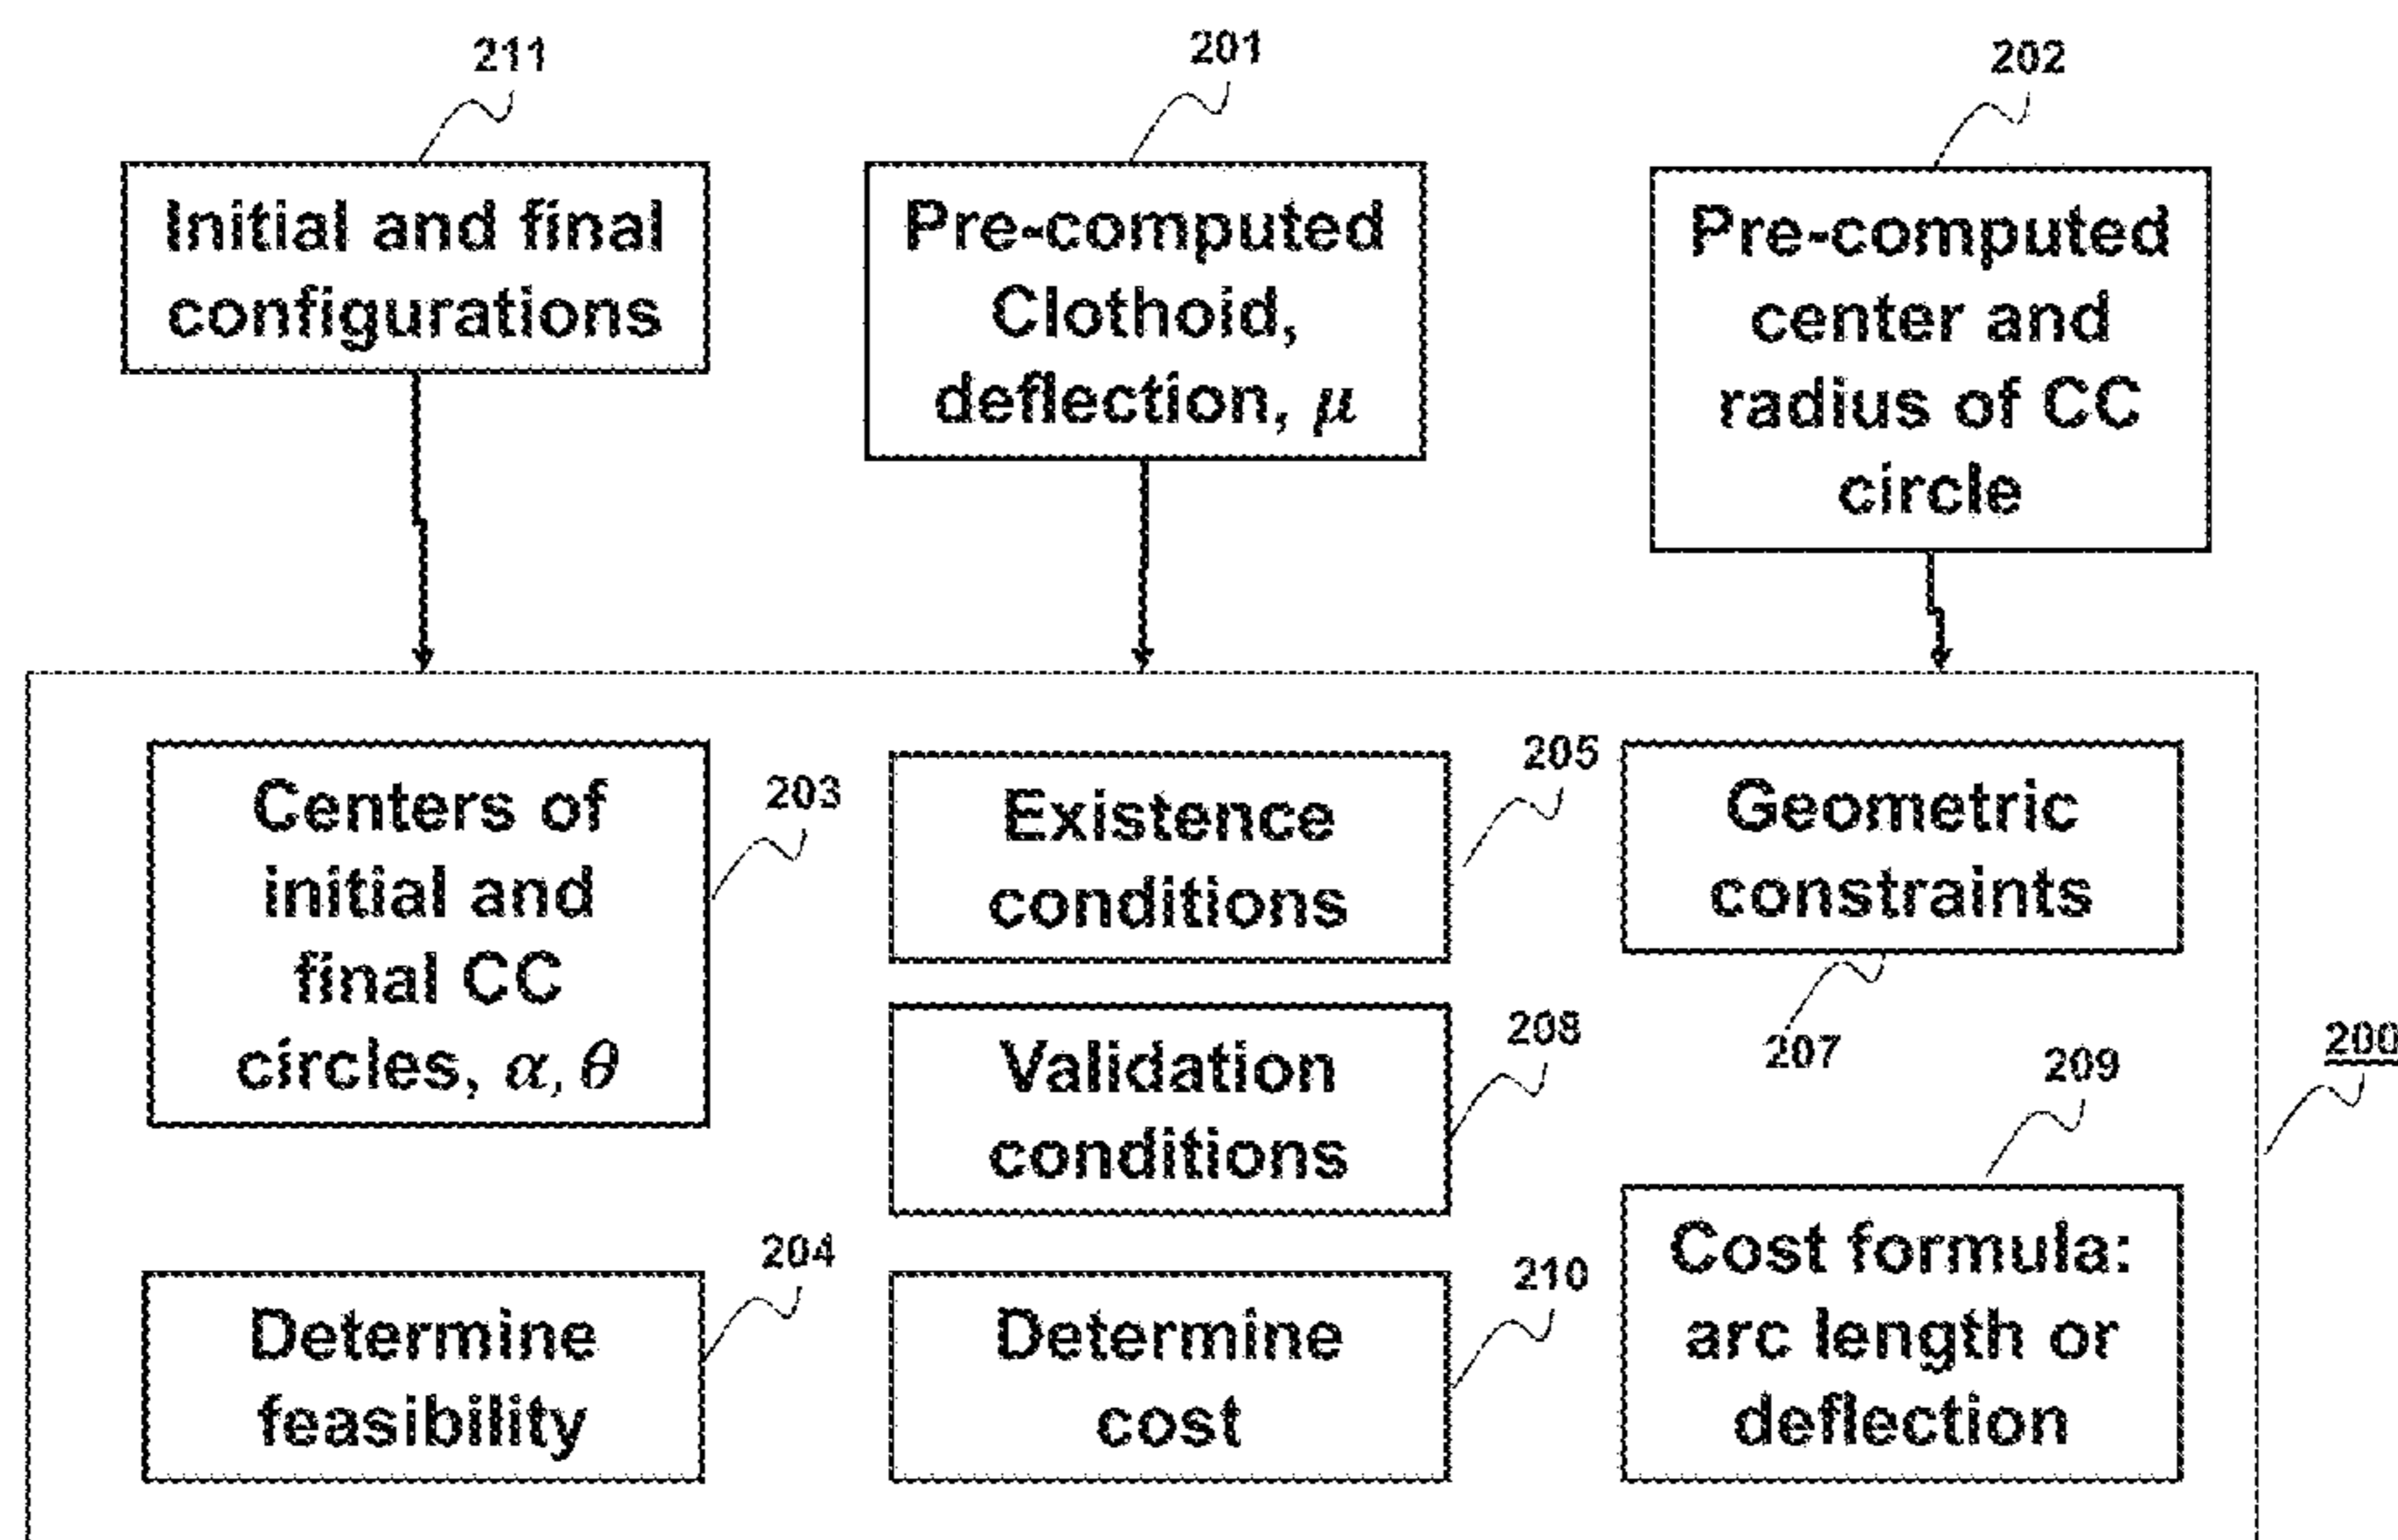 211
201
202
Initial and final
configurations
Pre-computed
Clothoid,
deflection, μ
Pre-computed
center and
radius of CC
circle
Centers of
initial and
final CC
circles, α, θ
203
Existence
conditions
205
Geometric
constraints
207
Validation
conditions
208
200
209
Determine
feasibility
204
Determine
cost
210
Cost formula:
arc length or
deflection